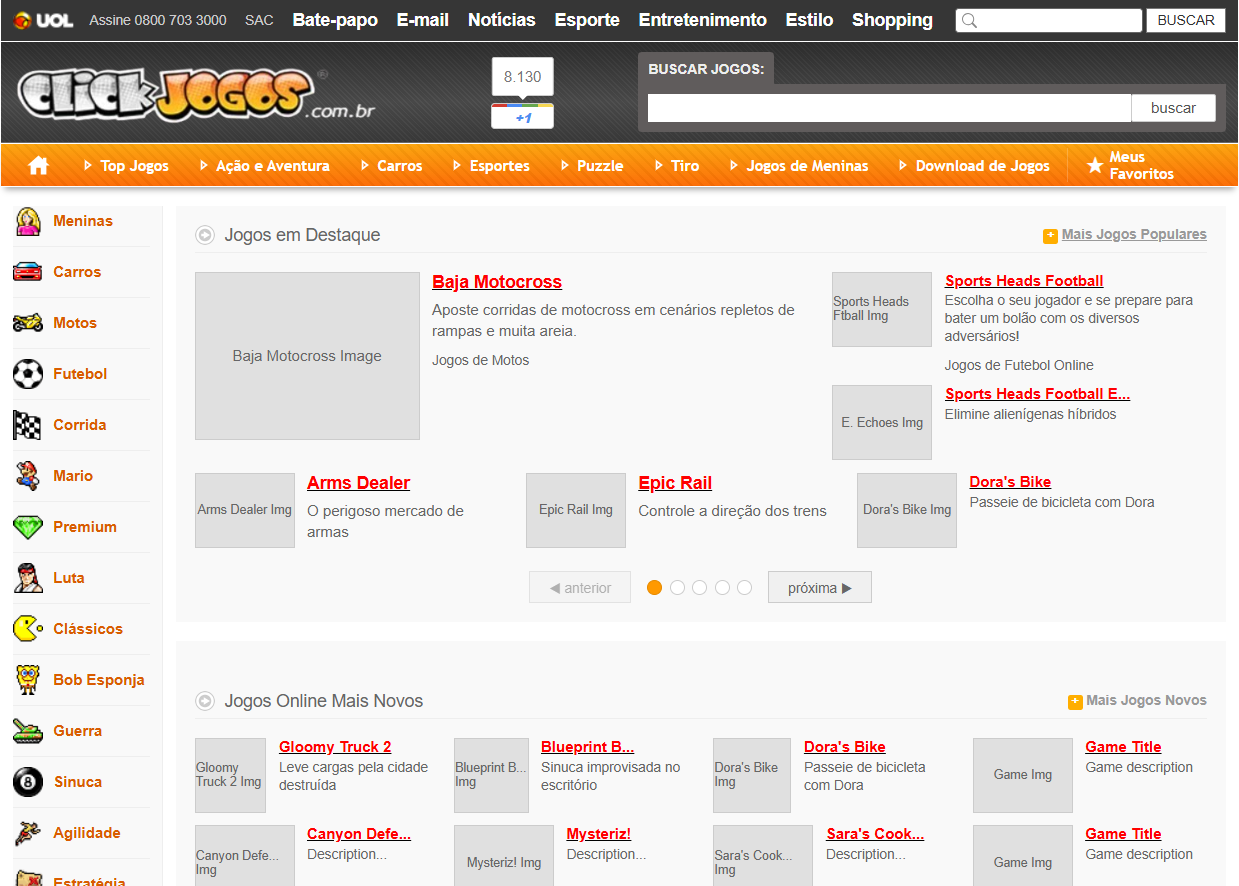 UOL Assine 0800 703 3000 SAC Bate-papo E-mail Notícias Esporte Entretenimento Estilo Shopping BUSCAR
CLICK JOGOS® .com.br
8.130
+1
BUSCAR JOGOS:
buscar
Top Jogos Ação e Aventura Carros Esportes Puzzle Tiro Jogos de Meninas Download de Jogos Meus
Favoritos
Meninas
Carros
Motos
Futebol
Corrida
Mario
Premium
Luta
Clássicos
Bob Esponja
Guerra
8
Sinuca
Agilidade
Estratégia
Jogos em Destaque
+ Mais Jogos Populares
Baja Motocross Image
Baja Motocross
Aposte corridas de motocross em cenários repletos de
rampas e muita areia.
Jogos de Motos
Sports Heads
Ftball Img
Sports Heads Football
Escolha o seu jogador e se prepare para
bater um bolão com os diversos
adversários!
Jogos de Futebol Online
E. Echoes Img
Sports Heads Football E...
Elimine alienígenas híbridos
Arms Dealer Img
Arms Dealer
O perigoso mercado de
armas
Epic Rail Img
Epic Rail
Controle a direção dos trens
Dora's Bike Img
Dora's Bike
Passeie de bicicleta com Dora
◀ anterior
próxima ▶
Jogos Online Mais Novos
+ Mais Jogos Novos
Gloomy
Truck 2 Img
Gloomy Truck 2
Leve cargas pela cidade
destruída
Blueprint B...
Img
Blueprint B...
Sinuca improvisada no
escritório
Dora's Bike
Img
Dora's Bike
Passeie de bicicleta
com Dora
Game Img
Game Title
Game description
Canyon Defe...
Img
Canyon Defe...
Description...
Mysteriz! Img
Mysteriz!
Description...
Sara's Cook...
Img
Sara's Cook...
Description...
Game Img
Game Title
Game description